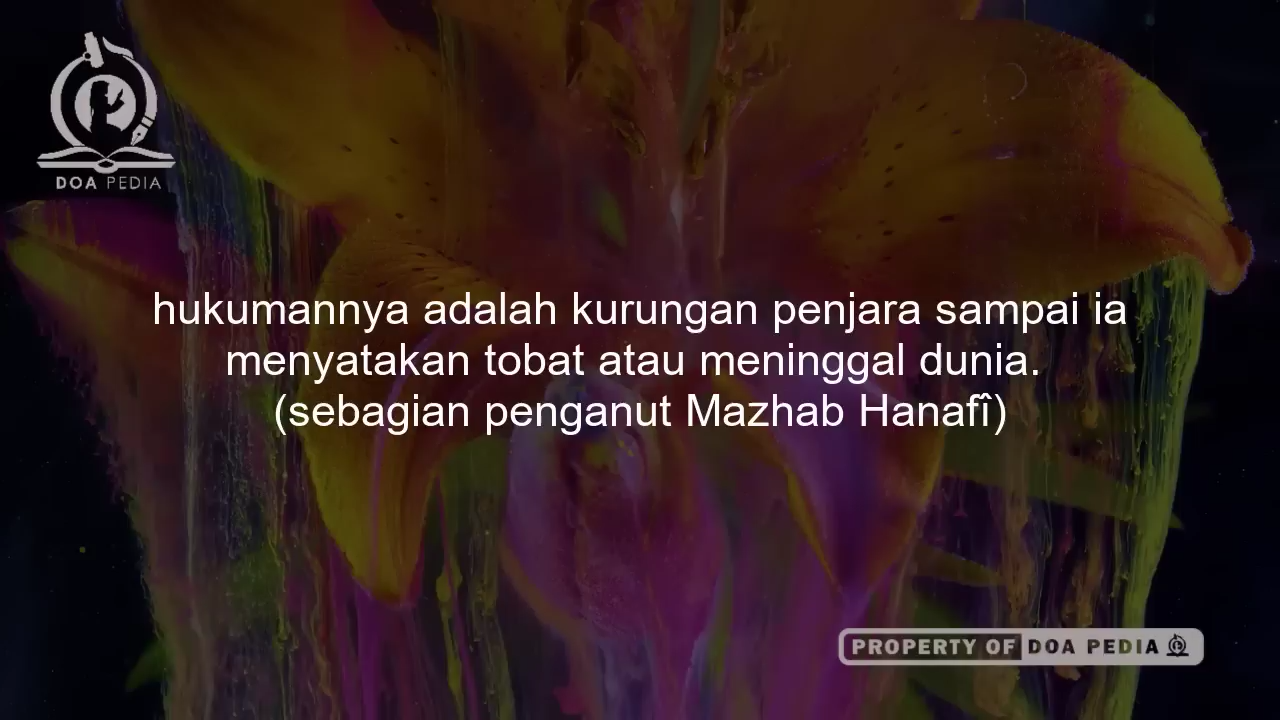 DOA PEDIA
hukumannya adalah kurungan penjara sampai ia
menyatakan tobat atau meninggal dunia.
(sebagian penganut Mazhab Hanafî)
PROPERTY OF DOA PEDIA